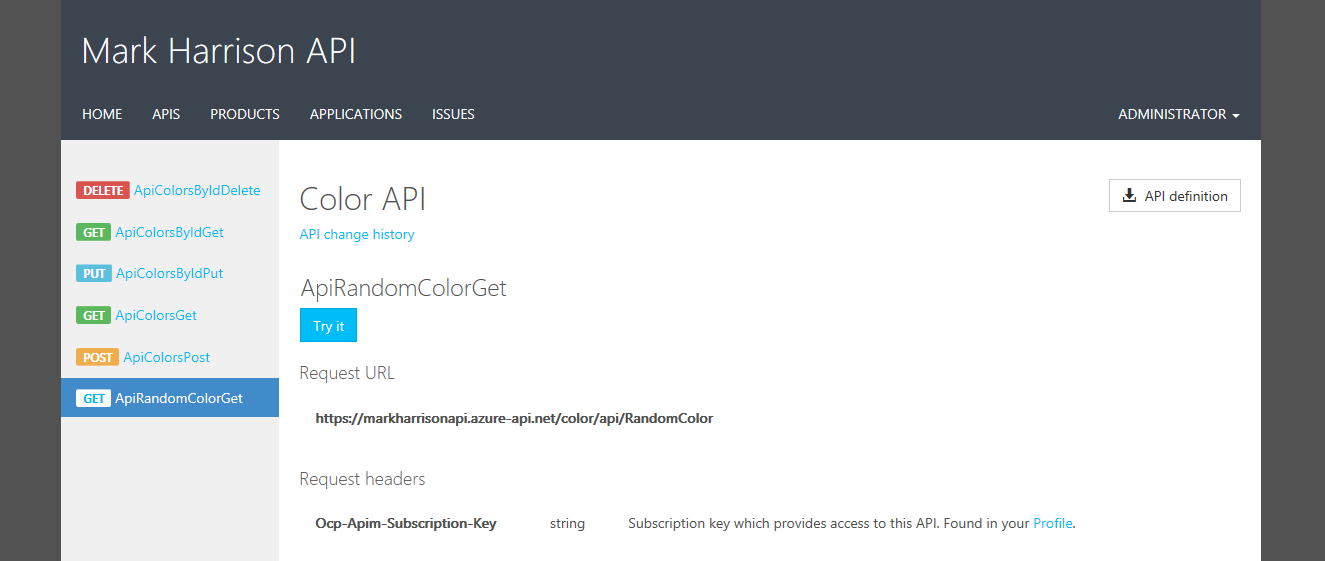 Mark Harrison API
HOME APIS PRODUCTS APPLICATIONS ISSUES ADMINISTRATOR
DELETE ApiColorsByIdDelete
GET ApiColorsByIdGet
PUT ApiColorsByIdPut
GET ApiColorsGet
POST ApiColorsPost
GET ApiRandomColorGet
Color API
API definition
API change history
ApiRandomColorGet
Try it
Request URL
https://markharrisonapi.azure-api.net/color/api/RandomColor
Request headers
Ocp-Apim-Subscription-Key string Subscription key which provides access to this API. Found in your Profile.